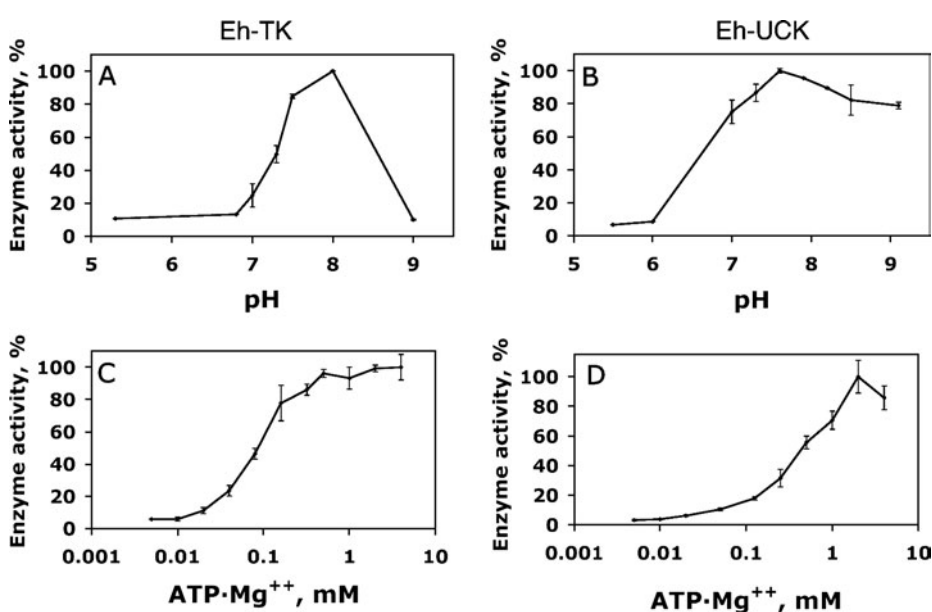 Eh-TK
Eh-UCK
A
Enzyme activity, %
100
80
60
40
20
0
5 6 7 8 9
pH
B
Enzyme activity, %
100
80
60
40
20
0
5 6 7 8 9
pH
C
Enzyme activity, %
100
80
60
40
20
0
0.001 0.01 0.1 1 10
ATP·Mg⁺⁺, mM
D
Enzyme activity, %
100
80
60
40
20
0
0.001 0.01 0.1 1 10
ATP·Mg⁺⁺, mM